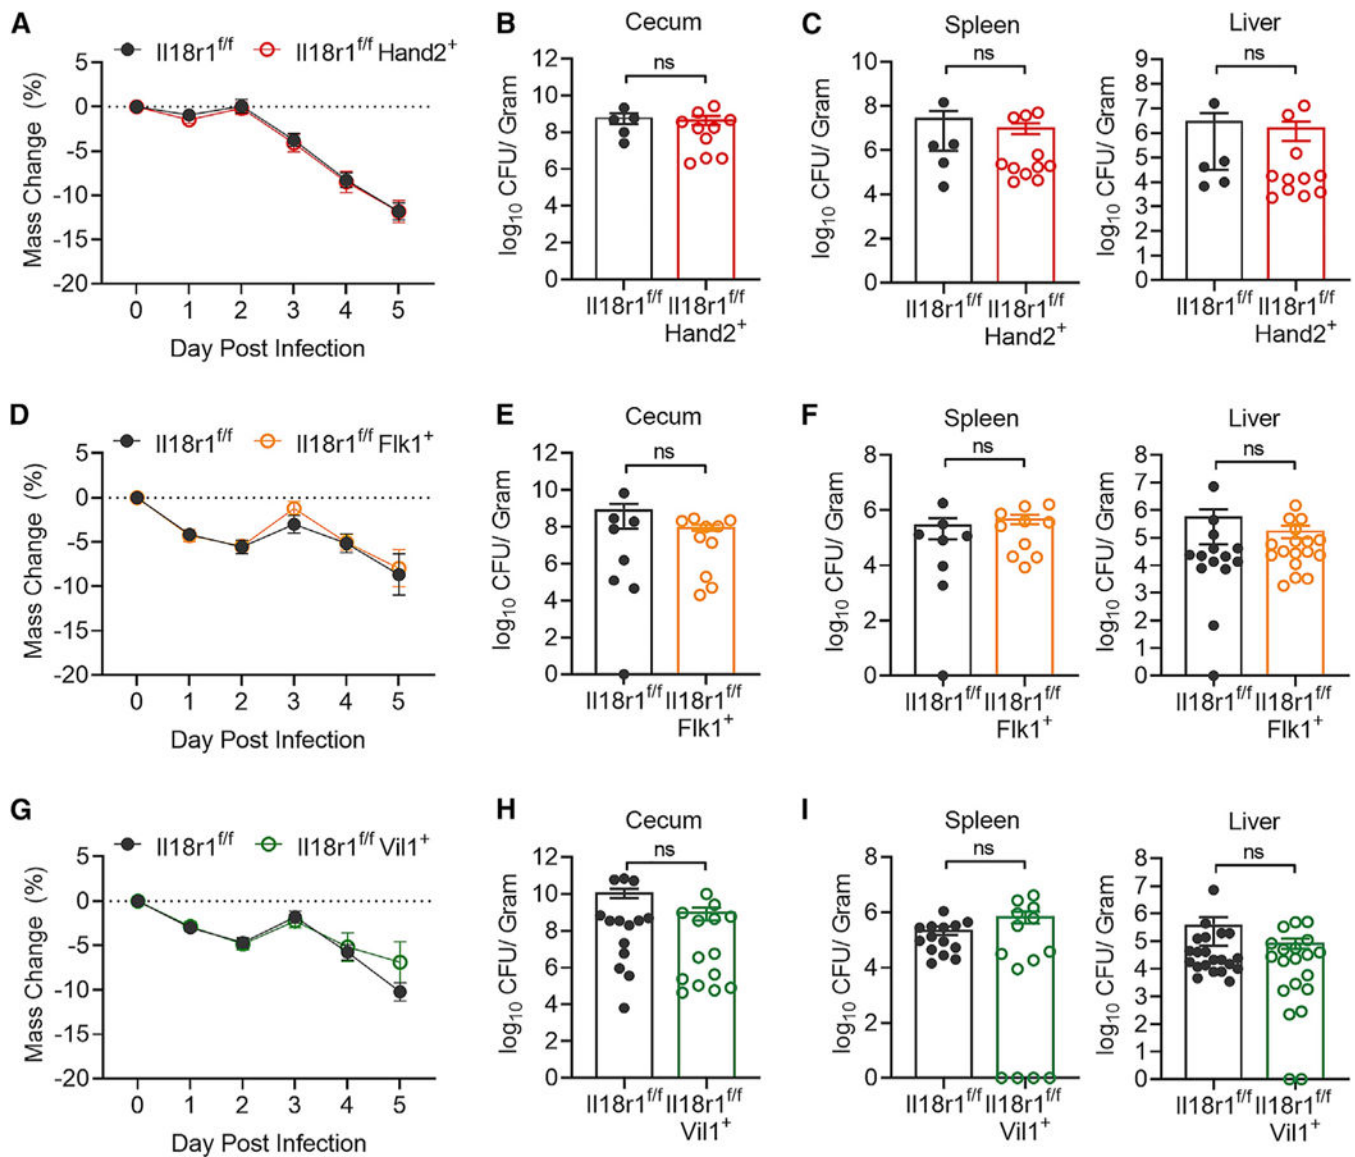 A
Il18r1f/f
Il18r1f/f Hand2+
Mass Change (%)
5
0
-5
-10
-15
-20
0 1 2 3 4 5
Day Post Infection
B
Cecum
ns
log10 CFU/ Gram
12
10
8
6
4
2
0
Il18r1f/f Il18r1f/f
Hand2+
C
Spleen
ns
log10 CFU/ Gram
10
8
6
4
2
0
Il18r1f/f Il18r1f/f
Hand2+
Liver
ns
log10 CFU/ Gram
9
8
7
6
5
4
3
2
1
0
Il18r1f/f Il18r1f/f
Hand2+
D
Il18r1f/f
Il18r1f/f Flk1+
Mass Change (%)
5
0
-5
-10
-15
-20
0 1 2 3 4 5
Day Post Infection
E
Cecum
ns
log10 CFU/ Gram
12
10
8
6
4
2
0
Il18r1f/f Il18r1f/f
Flk1+
F
Spleen
ns
log10 CFU/ Gram
8
6
4
2
0
Il18r1f/f Il18r1f/f
Flk1+
Liver
ns
log10 CFU/ Gram
8
7
6
5
4
3
2
1
0
Il18r1f/f Il18r1f/f
Flk1+
G
Il18r1f/f
Il18r1f/f Vil1+
Mass Change (%)
5
0
-5
-10
-15
-20
0 1 2 3 4 5
Day Post Infection
H
Cecum
ns
log10 CFU/ Gram
12
10
8
6
4
2
0
Il18r1f/f Il18r1f/f
Vil1+
I
Spleen
ns
log10 CFU/ Gram
8
6
4
2
0
Il18r1f/f Il18r1f/f
Vil1+
Liver
ns
log10 CFU/ Gram
8
7
6
5
4
3
2
1
0
Il18r1f/f Il18r1f/f
Vil1+